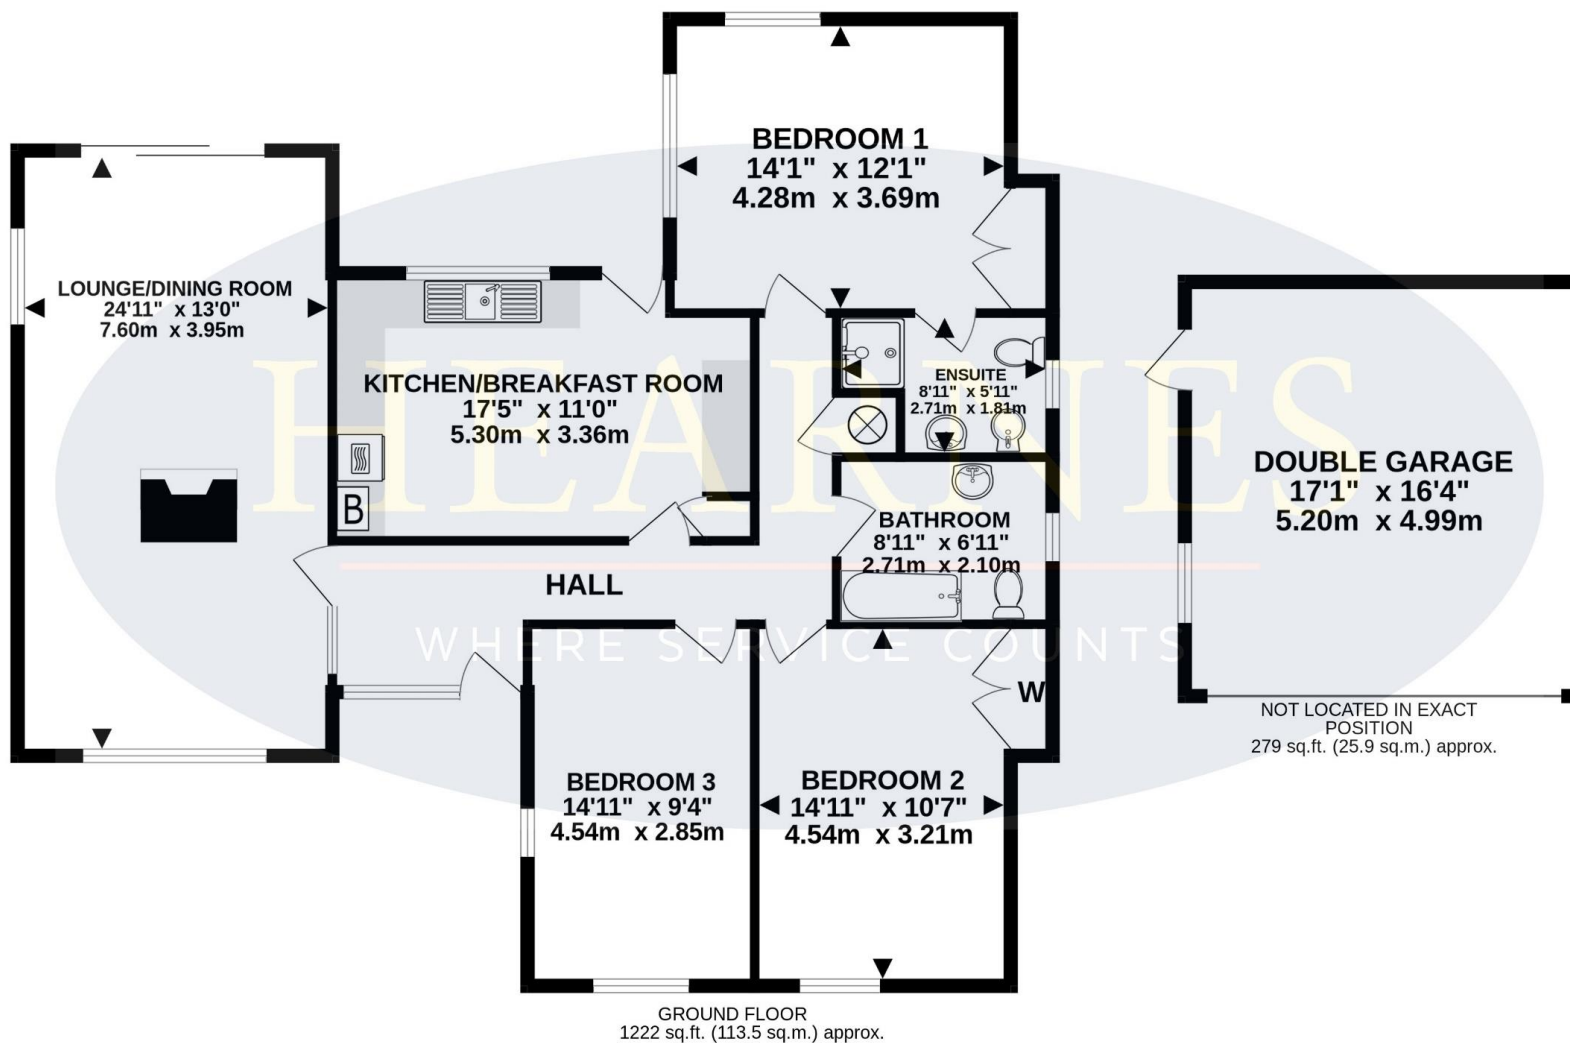 BEDROOM 1
14'1" x 12'1"
4.28m x 3.69m
LOUNGE/DINING ROOM
24'11" x 13'0"
7.60m x 3.95m
KITCHEN/BREAKFAST ROOM
17'5" x 11'0"
5.30m x 3.36m
B
ENSUITE
8'11" x 5'11"
2.71m x 1.81m
BATHROOM
8'11" x 6'11"
2.71m x 2.10m
HALL
DOUBLE GARAGE
17'1" x 16'4"
5.20m x 4.99m
NOT LOCATED IN EXACT
POSITION
279 sq.ft. (25.9 sq.m.) approx.
HEARNES
WHERE SERVICE COUNTS
W
BEDROOM 3
14'11" x 9'4"
4.54m x 2.85m
BEDROOM 2
14'11" x 10'7"
4.54m x 3.21m
GROUND FLOOR
1222 sq.ft. (113.5 sq.m.) approx.